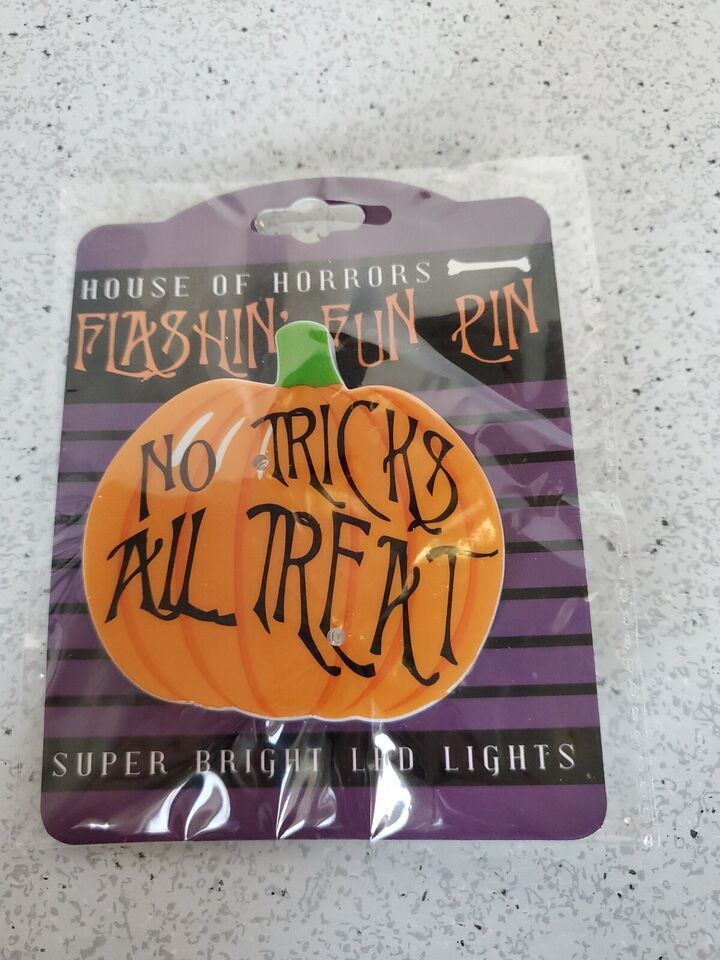 HOUSE OF HORRORS
FLASHIN' FUN PIN
NO TRICKS
ALL TREAT
SUPER BRIGHT LED LIGHTS